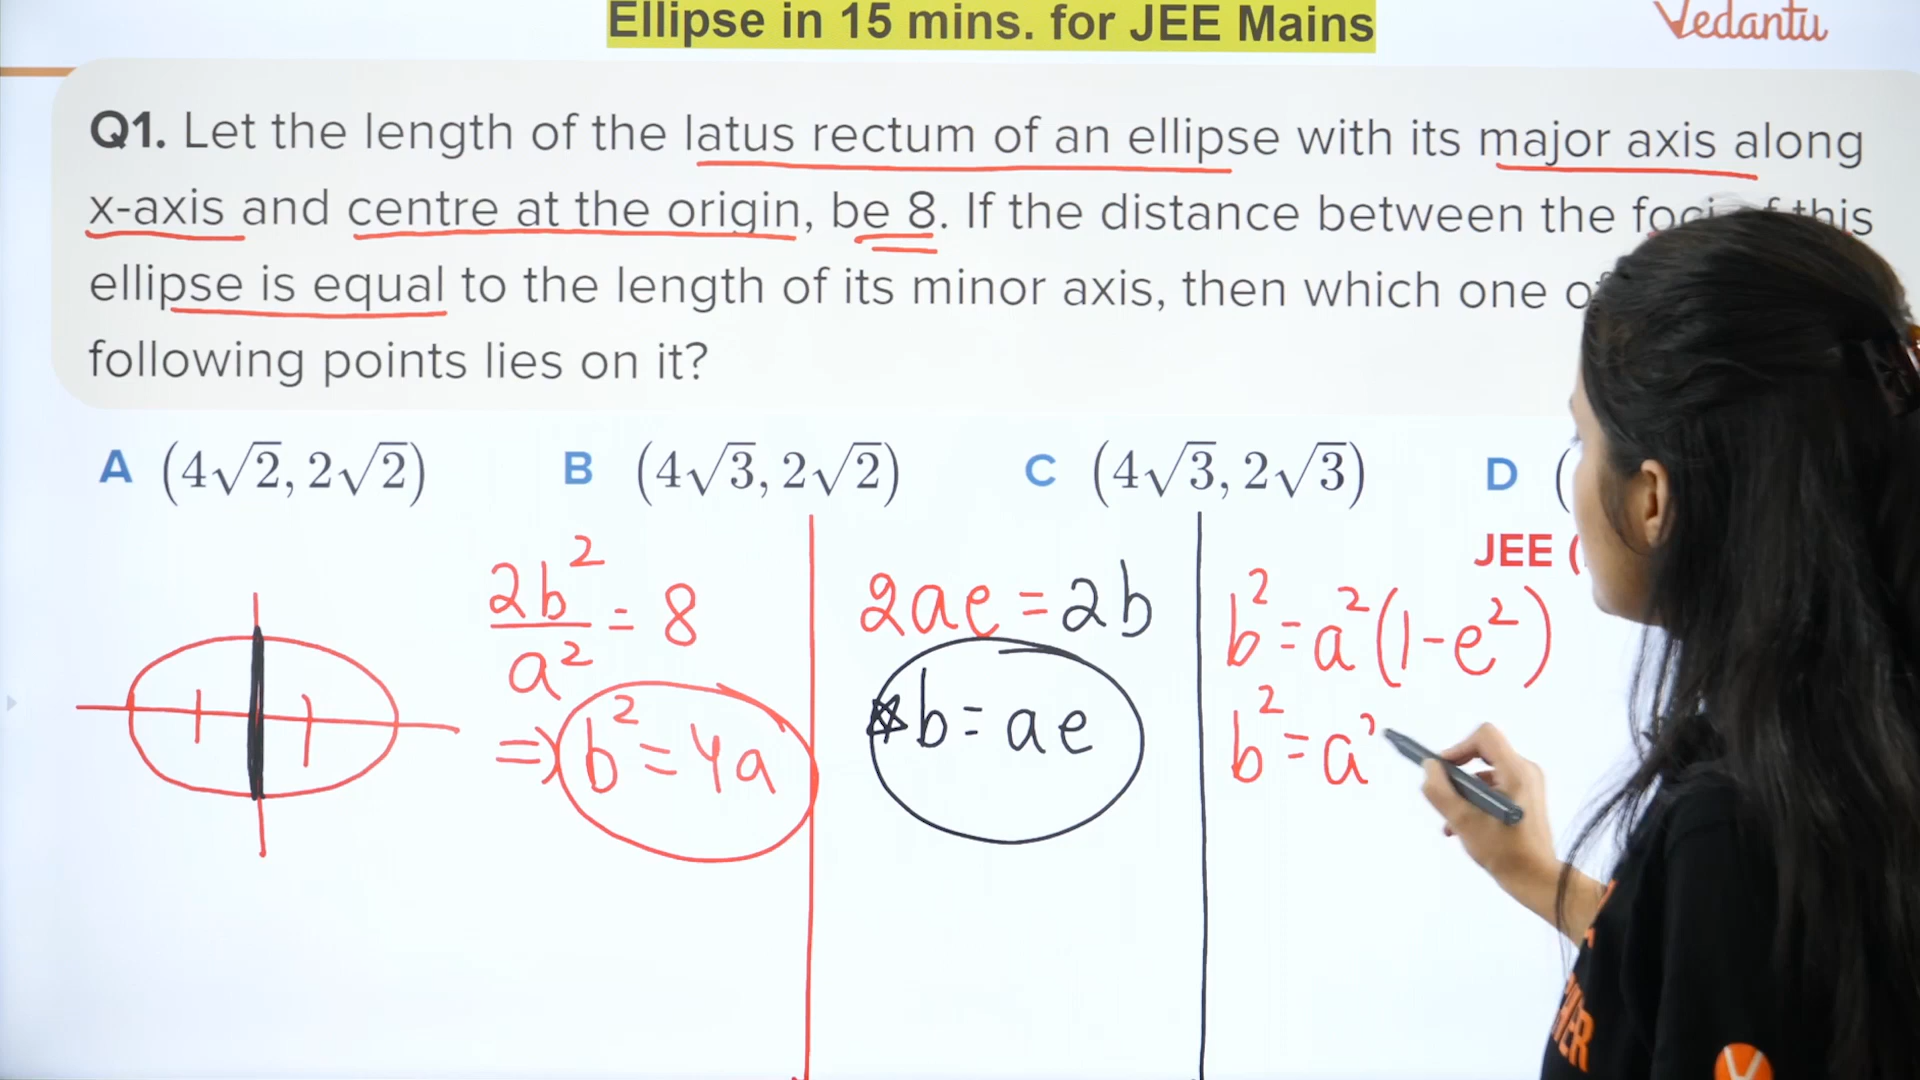 Ellipse in 15 mins. for JEE Mains
Vedantu
Q1. Let the length of the latus rectum of an ellipse with its major axis along
x-axis and centre at the origin, be 8. If the distance between the foci of this
ellipse is equal to the length of its minor axis, then which one
following points lies on it?
A (4√2, 2√2)
B (4√3, 2√2)
C (4√3, 2√3)
D (
JEE (
2b²/a² = 8
⇒ b² = 4a
2ae = 2b
b = ae
b² = a²(1-e²)
b² = a²